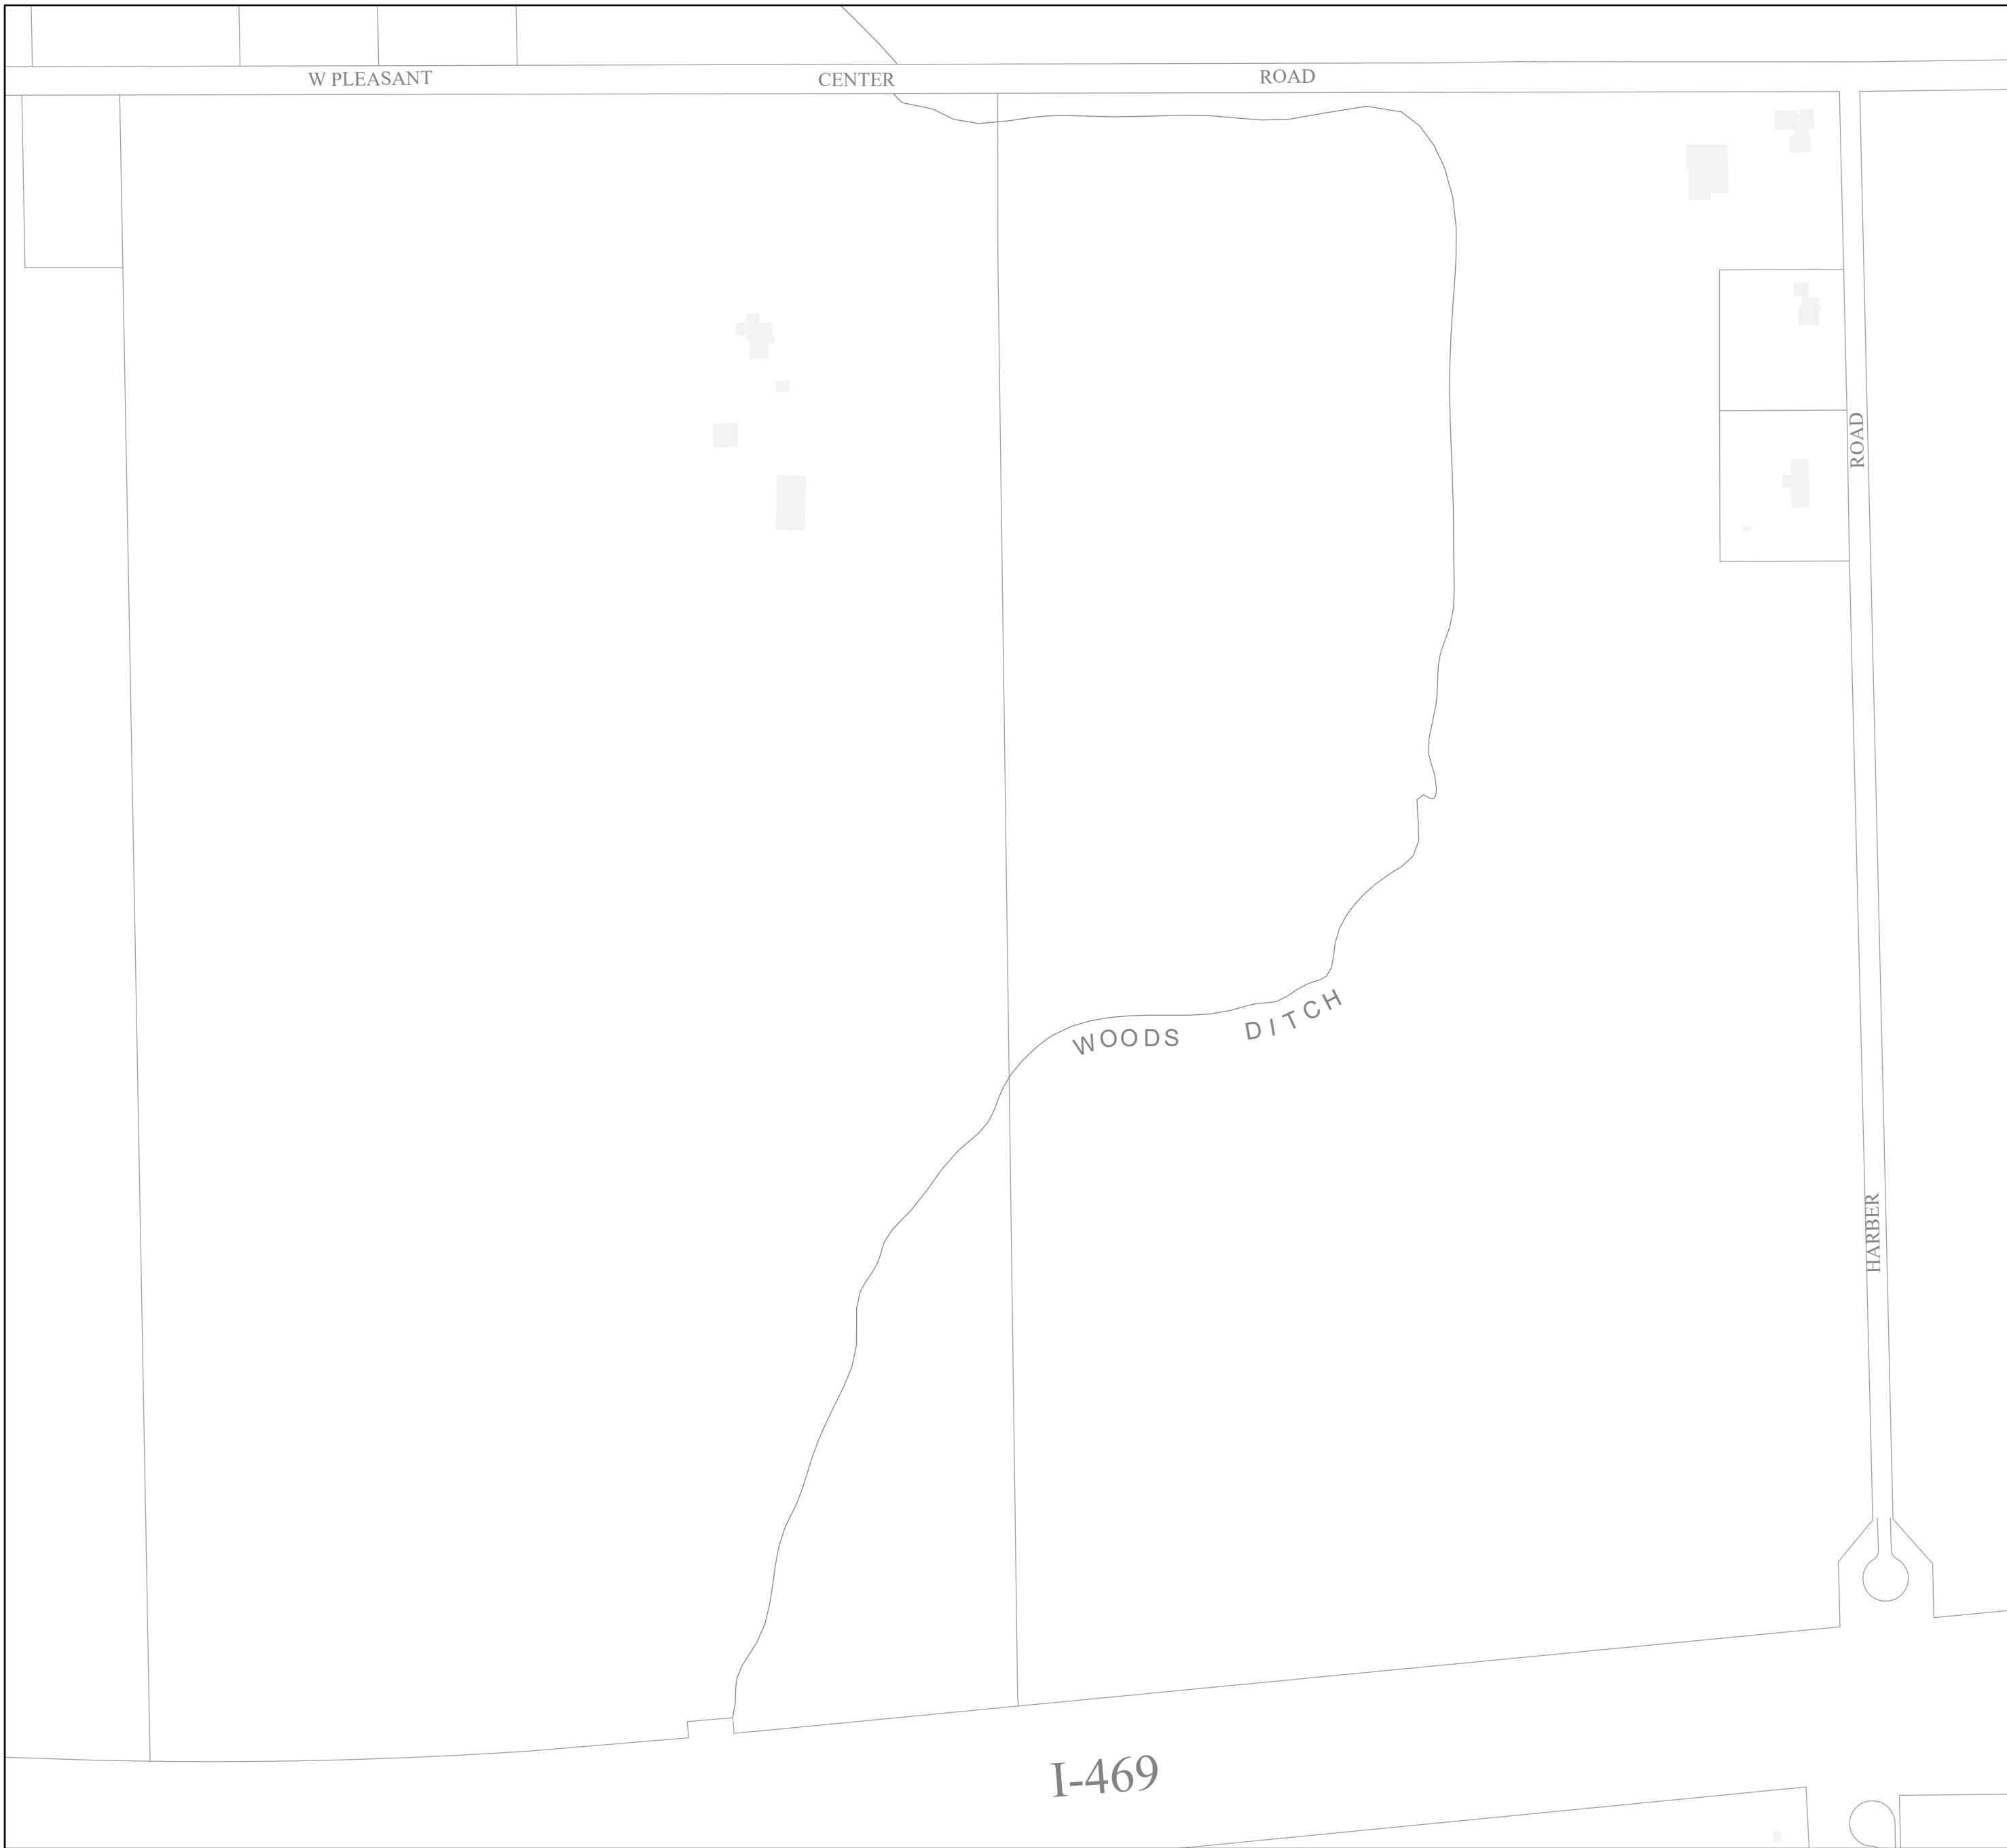 W PLEASANT CENTER ROAD
ROAD
HARBER
WOODS DITCH
I-469